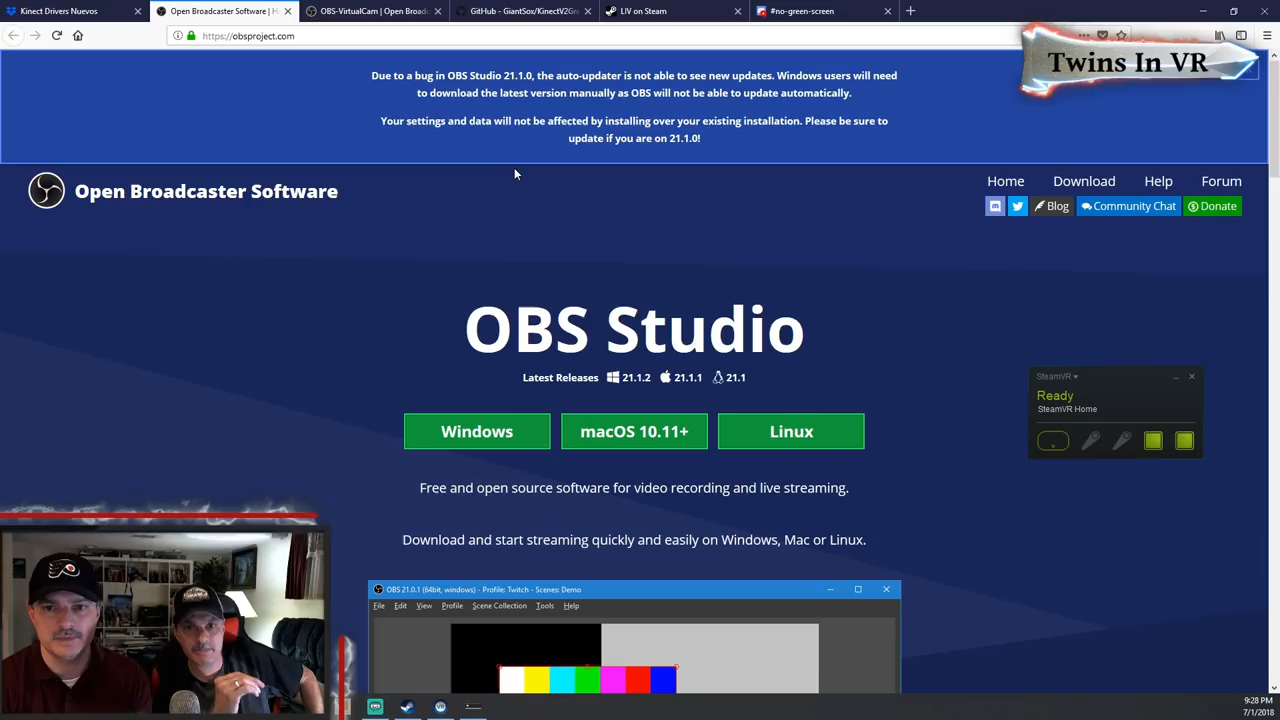 Kinect Drivers Nuevos
Open Broadcaster Software | H
OBS-VirtualCam | Open Broadc
GitHub - GiantSox/KinectV2Gre
LIV on Steam
#no-green-screen
https://obsproject.com
Twins In VR
Due to a bug in OBS Studio 21.1.0, the auto-updater is not able to see new updates. Windows users will need
to download the latest version manually as OBS will not be able to update automatically.
Your settings and data will not be affected by installing over your existing installation. Please be sure to
update if you are on 21.1.0!
Open Broadcaster Software
Home Download Help Forum
Blog Community Chat Donate
OBS Studio
Latest Releases 21.1.2 21.1.1 21.1
Windows macOS 10.11+ Linux
SteamVR
Ready
SteamVR Home
Free and open source software for video recording and live streaming.
Download and start streaming quickly and easily on Windows, Mac or Linux.
OBS 21.0.1 (64bit, windows) - Profile: Twitch - Scenes: Demo
File Edit View Profile Scene Collection Tools Help
9:28 PM
7/1/2018